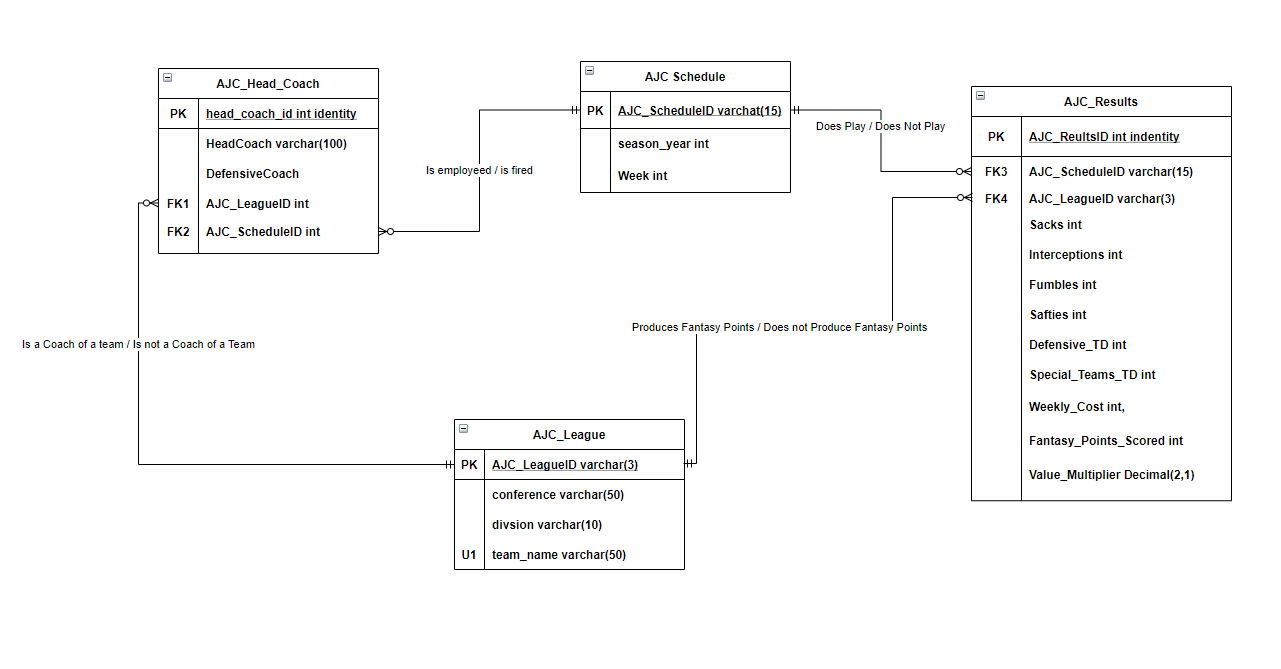 AJC_Head_Coach
PK head_coach_id int identity
HeadCoach varchar(100)
DefensiveCoach
FK1 AJC_LeagueID int
FK2 AJC_ScheduleID int
Is employeed / is fired
AJC Schedule
PK AJC_ScheduleID varchat(15)
season_year int
Week int
Does Play / Does Not Play
AJC_Results
PK AJC_ReultsID int indentity
FK3 AJC_ScheduleID varchar(15)
FK4 AJC_LeagueID varchar(3)
Sacks int
Interceptions int
Fumbles int
Safties int
Defensive_TD int
Special_Teams_TD int
Weekly_Cost int,
Fantasy_Points_Scored int
Value_Multiplier Decimal(2,1)
Produces Fantasy Points / Does not Produce Fantasy Points
Is a Coach of a team / Is not a Coach of a Team
AJC_League
PK AJC_LeagueID varchar(3)
conference varchar(50)
divsion varchar(10)
U1 team_name varchar(50)